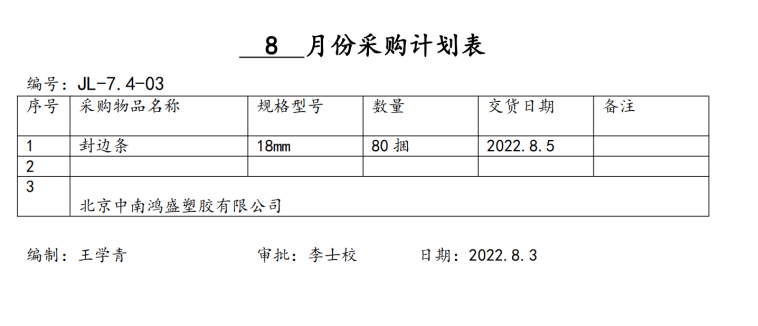 8 月份采购计划表
编号：JL-7.4-03
序号 采购物品名称 规格型号 数量 交货日期 备注
1 封边条 18mm 80 捆 2022.8.5
2
3
北京中南鸿盛塑胶有限公司
编制：王学青 审批：李士校 日期：2022.8.3